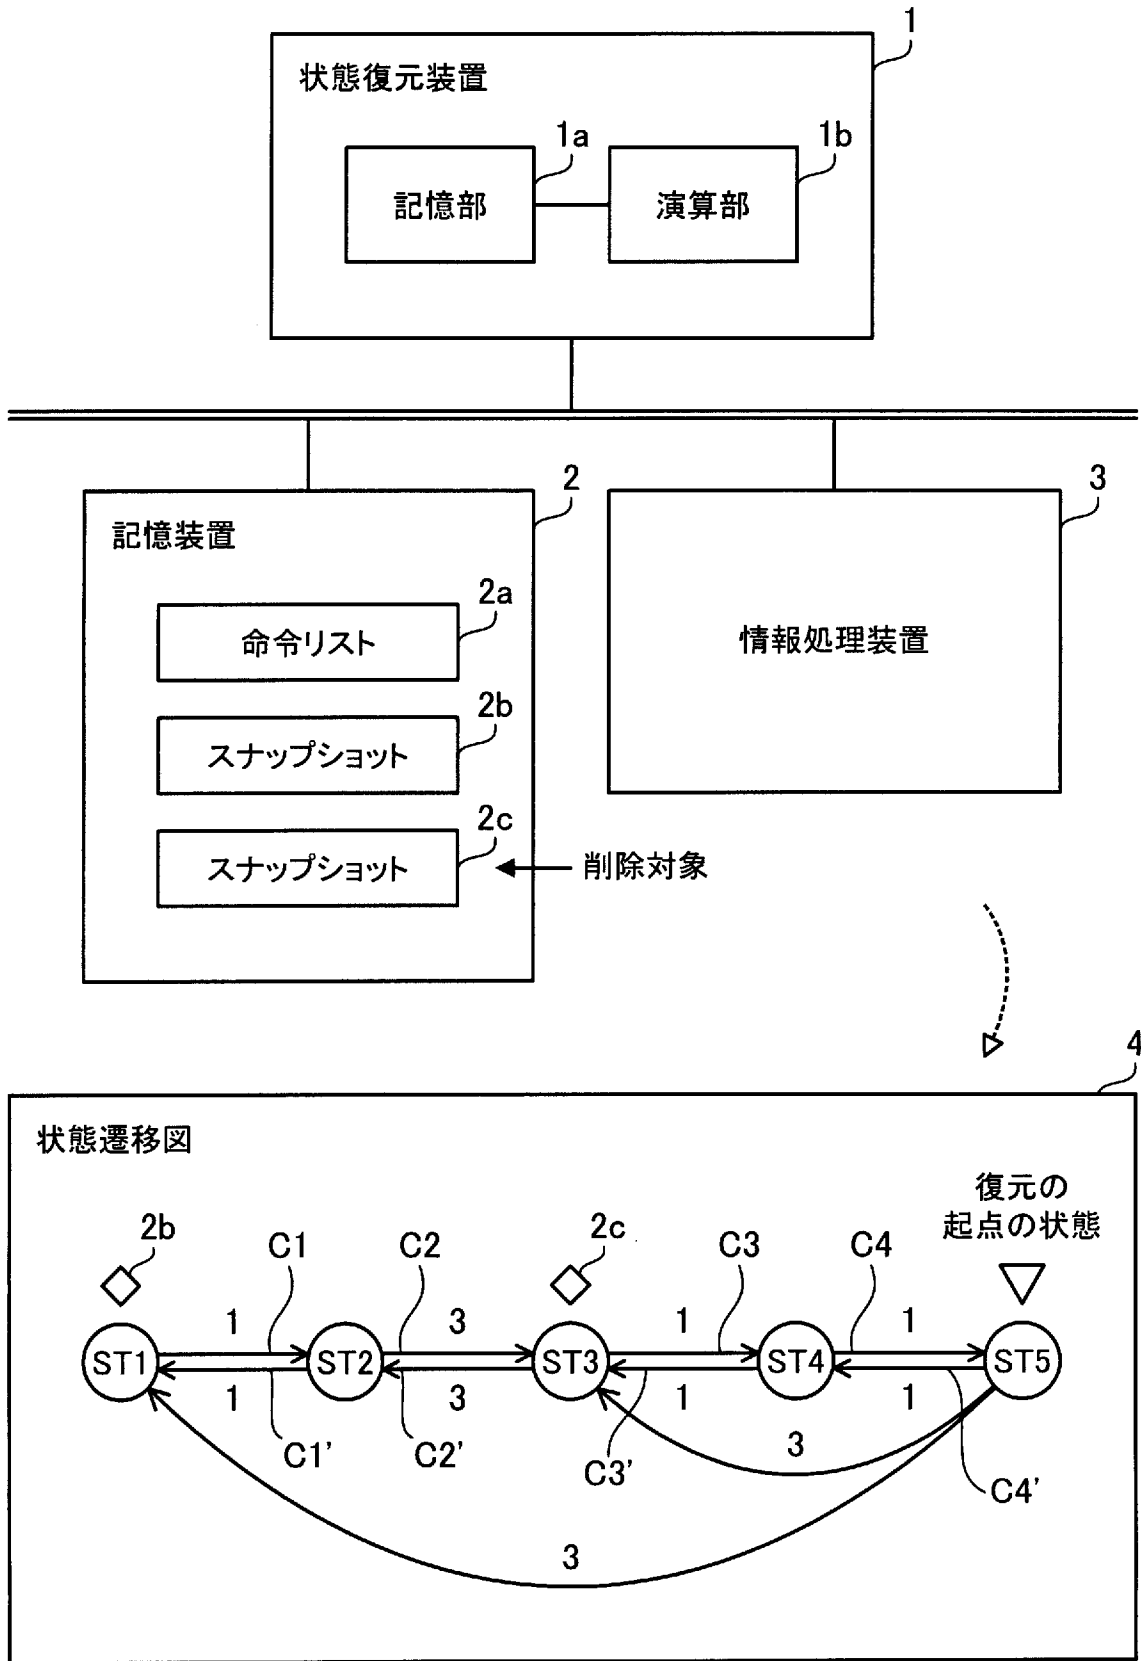 1
状態復元装置
1a
1b
記憶部
演算部
2
3
記憶装置
2a
命令リスト
情報処理装置
2b
スナップショット
2c
スナップショット
削除対象
4
状態遷移図
復元の
起点の状態
2b
C1
C2
2c
C3
C4
1
3
1
1
ST1
ST2
ST3
ST4
ST5
1
3
1
1
C1'
C2'
C3'
3
C4'
3